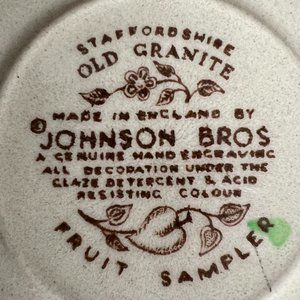 STAFFORDSHIRE
OLD GRANITE
MADE IN ENGLAND BY
JOHNSON BROS
A GENUINE HAND ENGRAVING
ALL DECORATION UNDER THE
GLAZE DETERGENT & ACID
RESISTING COLOUR
FRUIT SAMPLER